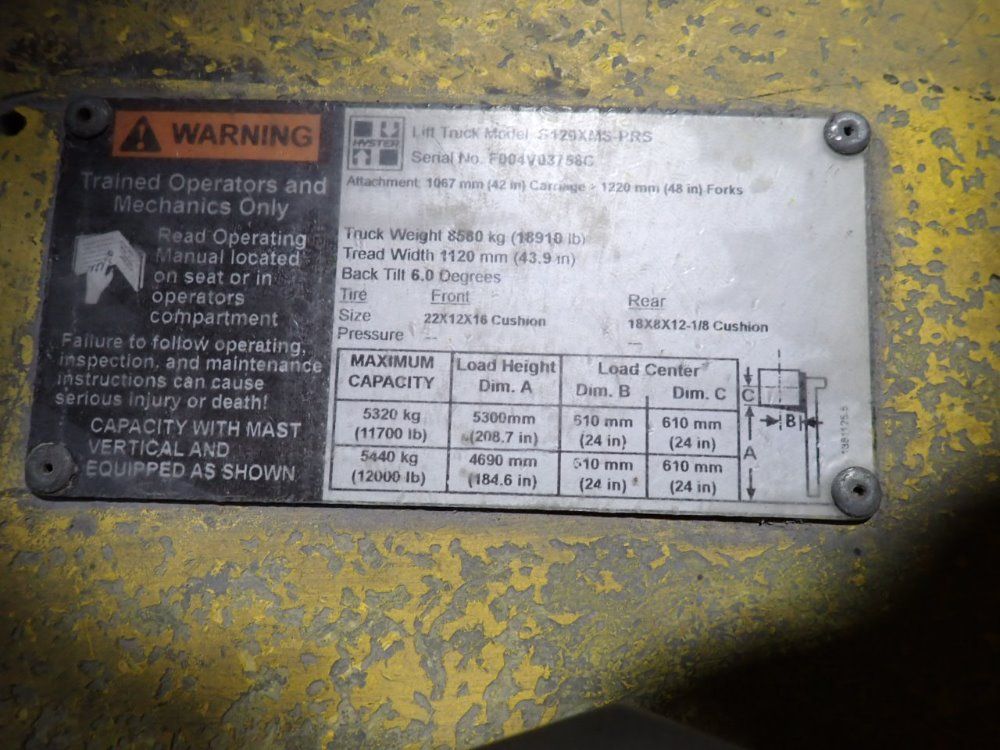 WARNING
Trained Operators and
Mechanics Only
Read Operating
Manual located
on seat or in
operators
compartment
Failure to follow operating,
inspection, and maintenance
instructions can cause
serious injury or death!
CAPACITY WITH MAST
VERTICAL AND
EQUIPPED AS SHOWN
HYSTER
Lift Truck Model S120XMS-PRS
Serial No. F004V03758C
Attachment 1067 mm (42 in) Carriage - 1220 mm (48 in) Forks
Truck Weight 8580 kg (18910 lb)
Tread Width 1120 mm (43.9 in)
Back Tilt 6.0 Degrees
Tire Front Rear
Size 22X12X16 Cushion 18X8X12-1/8 Cushion
Pressure -- --
MAXIMUM CAPACITY Load Height Dim. A Load Center Dim. B Dim. C
5320 kg 5300mm 610 mm 610 mm
(11700 lb) (208.7 in) (24 in) (24 in)
5440 kg 4690 mm 610 mm 610 mm
(12000 lb) (184.6 in) (24 in) (24 in)
C
B
A